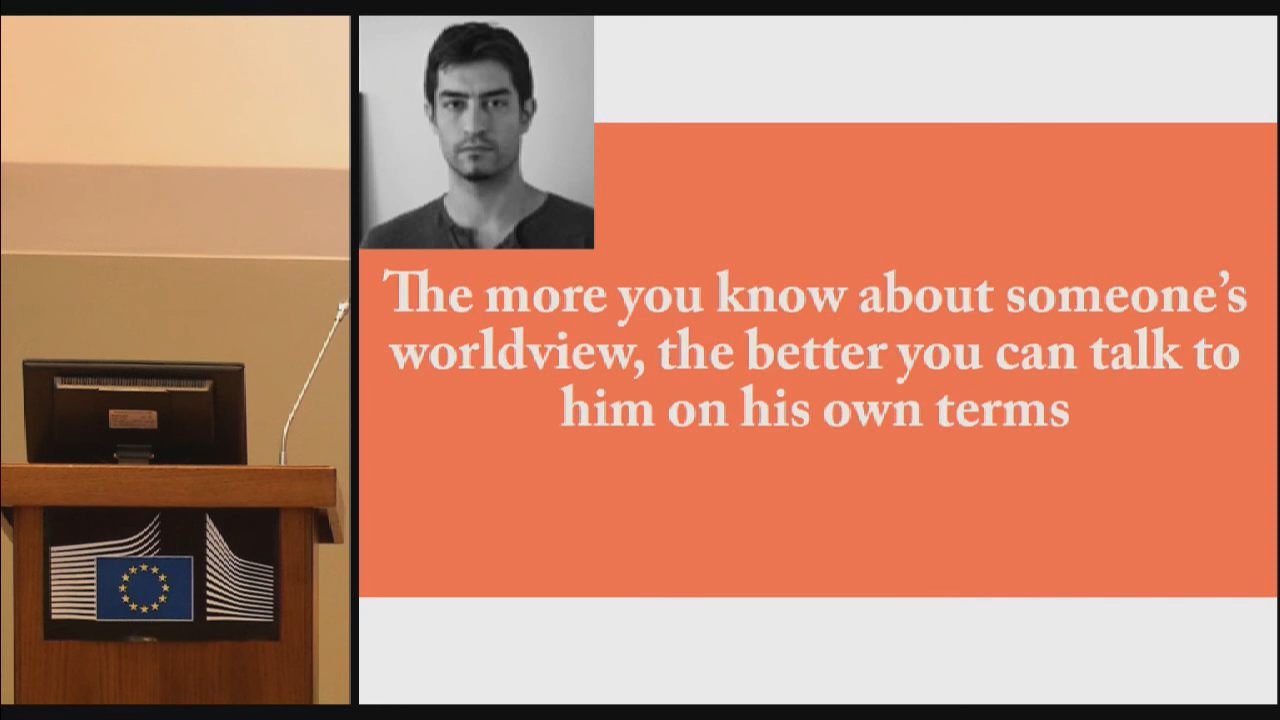 The more you know about someone’s
worldview, the better you can talk to
him on his own terms